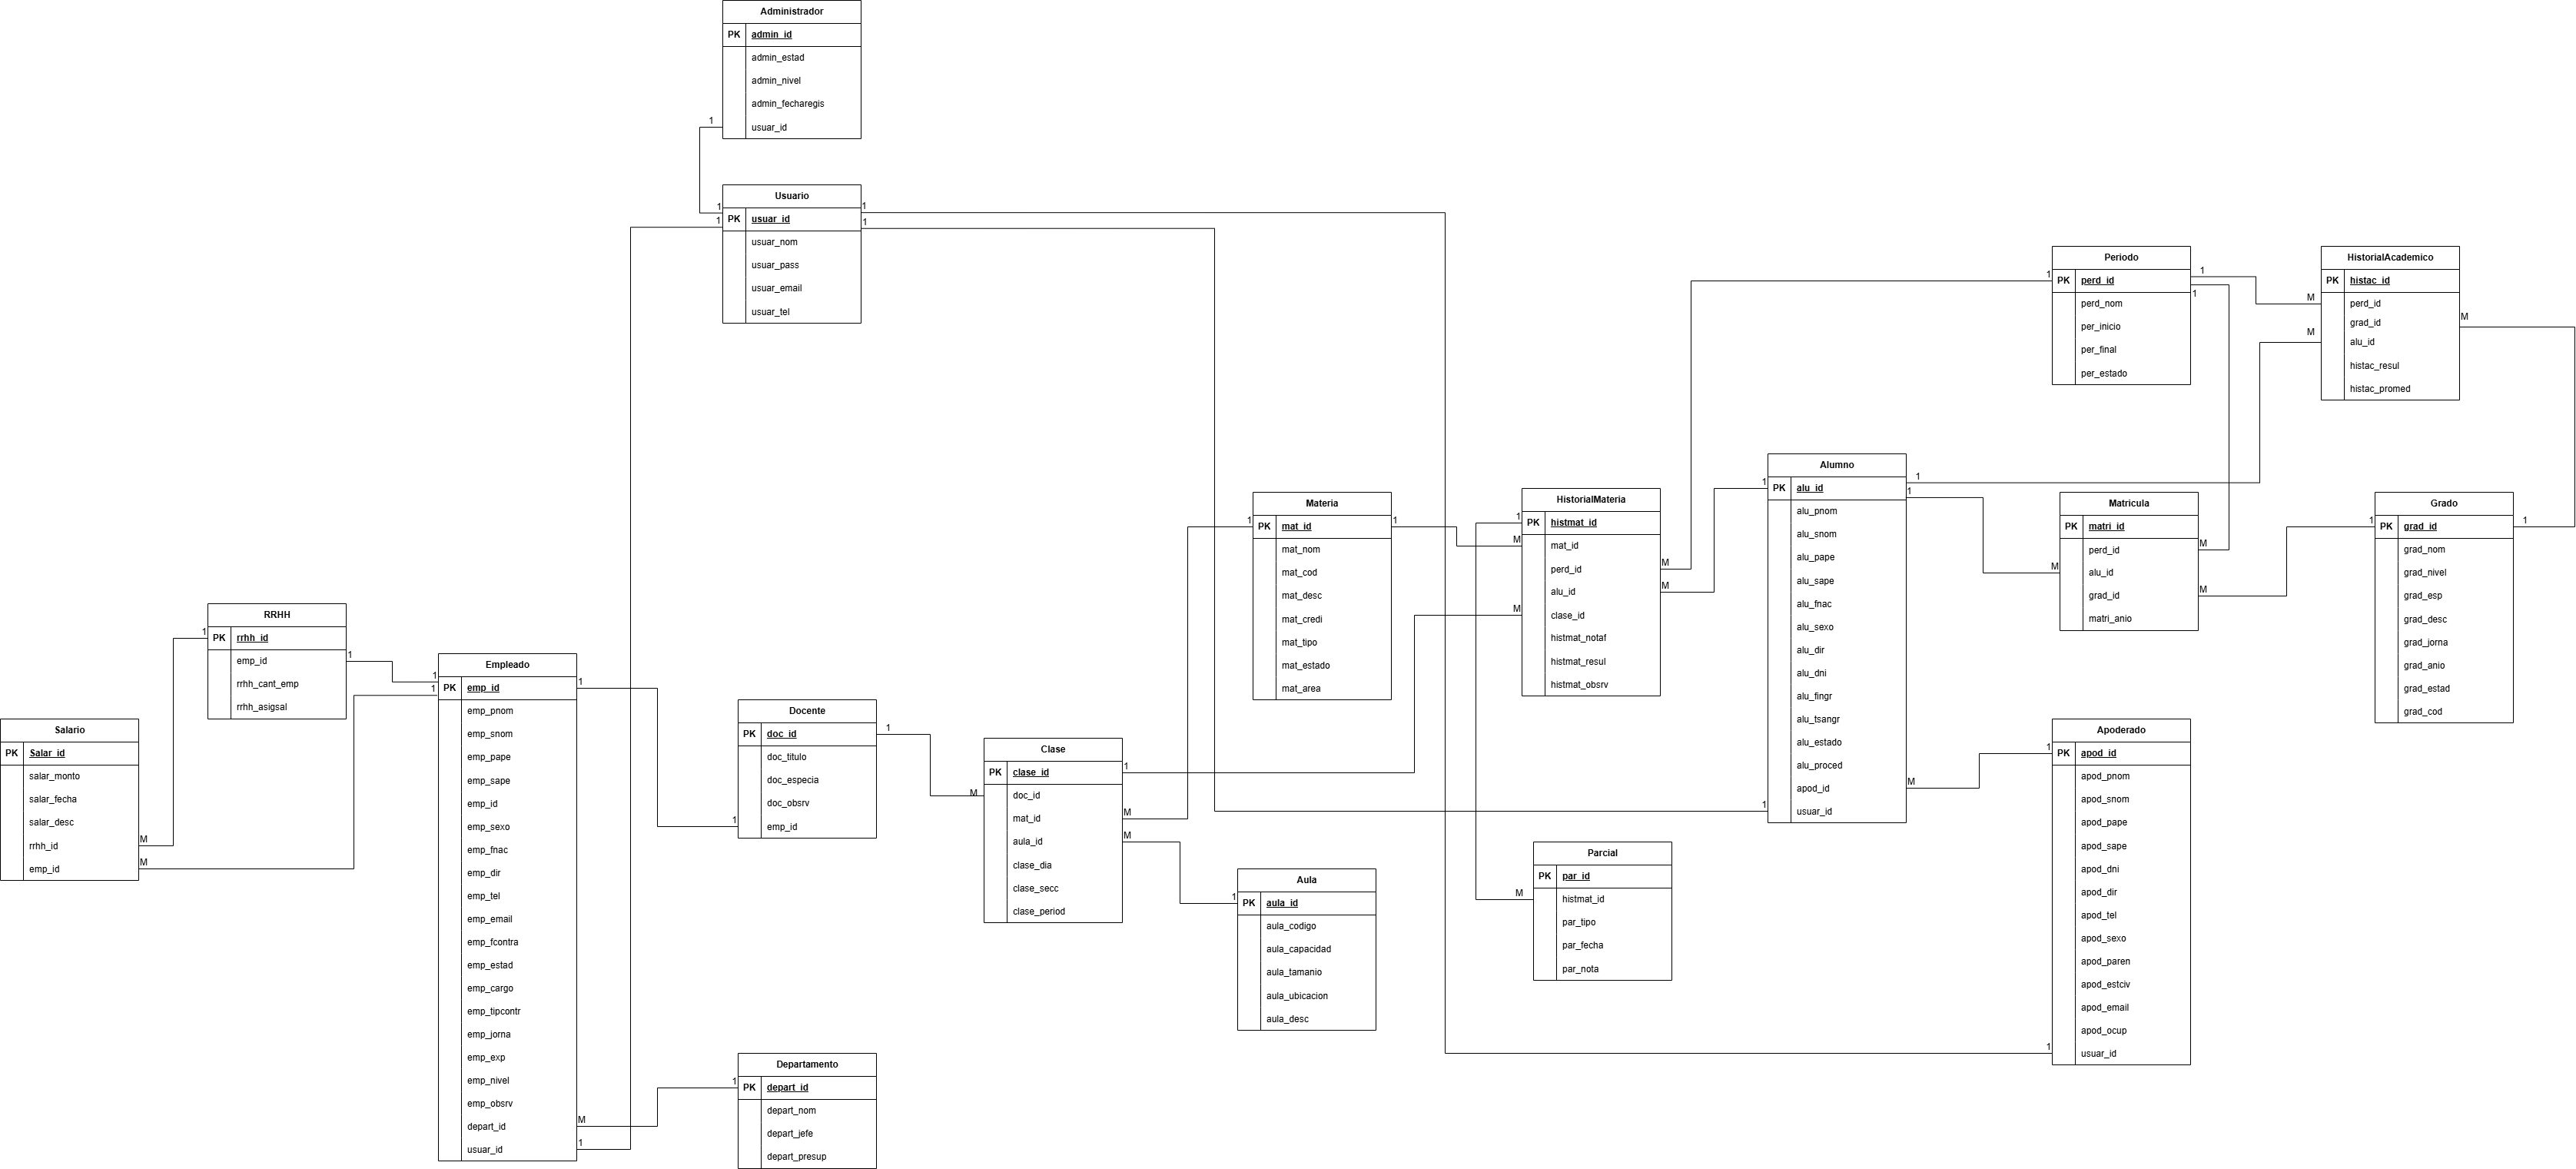 Administrador
PK admin_id
admin_estad
admin_nivel
admin_fecharegis
usuar_id
1
1
Usuario
PK usuar_id
usuar_nom
usuar_pass
usuar_email
usuar_tel
1
1
1
Periodo
PK perd_id
perd_nom
per_inicio
per_final
per_estado
1
1
1
HistorialAcademico
PK histac_id
perd_id
grad_id
alu_id
histac_resul
histac_promed
M
M
M
Alumno
PK alu_id
alu_pnom
alu_snom
alu_pape
alu_sape
alu_fnac
alu_sexo
alu_dir
alu_dni
alu_fingr
alu_tsangr
alu_estado
alu_proced
apod_id
usuar_id
1
1
1
M
1
Materia
PK mat_id
mat_nom
mat_cod
mat_desc
mat_credi
mat_tipo
mat_estado
mat_area
1
1
HistorialMateria
PK histmat_id
mat_id
perd_id
alu_id
clase_id
histmat_notaf
histmat_resul
histmat_obsrv
1
M
M
M
M
Matricula
PK matri_id
perd_id
alu_id
grad_id
matri_anio
M
M
M
Grado
PK grad_id
grad_nom
grad_nivel
grad_esp
grad_desc
grad_jorna
grad_anio
grad_estad
grad_cod
1
1
RRHH
PK rrhh_id
emp_id
rrhh_cant_emp
rrhh_asigsal
1
1
Empleado
PK emp_id
emp_pnom
emp_snom
emp_pape
emp_sape
emp_id
emp_sexo
emp_fnac
emp_dir
emp_tel
emp_email
emp_fcontra
emp_estad
emp_cargo
emp_tipcontr
emp_jorna
emp_exp
emp_nivel
emp_obsrv
depart_id
usuar_id
1
1
1
M
1
Salario
PK Salar_id
salar_monto
salar_fecha
salar_desc
rrhh_id
emp_id
M
M
Docente
PK doc_id
doc_titulo
doc_especia
doc_obsrv
emp_id
1
1
Clase
PK clase_id
doc_id
mat_id
aula_id
clase_dia
clase_secc
clase_period
1
M
M
M
Apoderado
PK apod_id
apod_pnom
apod_snom
apod_pape
apod_sape
apod_dni
apod_dir
apod_tel
apod_sexo
apod_paren
apod_estciv
apod_email
apod_ocup
usuar_id
1
1
Parcial
PK par_id
histmat_id
par_tipo
par_fecha
par_nota
M
Aula
PK aula_id
aula_codigo
aula_capacidad
aula_tamanio
aula_ubicacion
aula_desc
1
Departamento
PK depart_id
depart_nom
depart_jefe
depart_presup
1